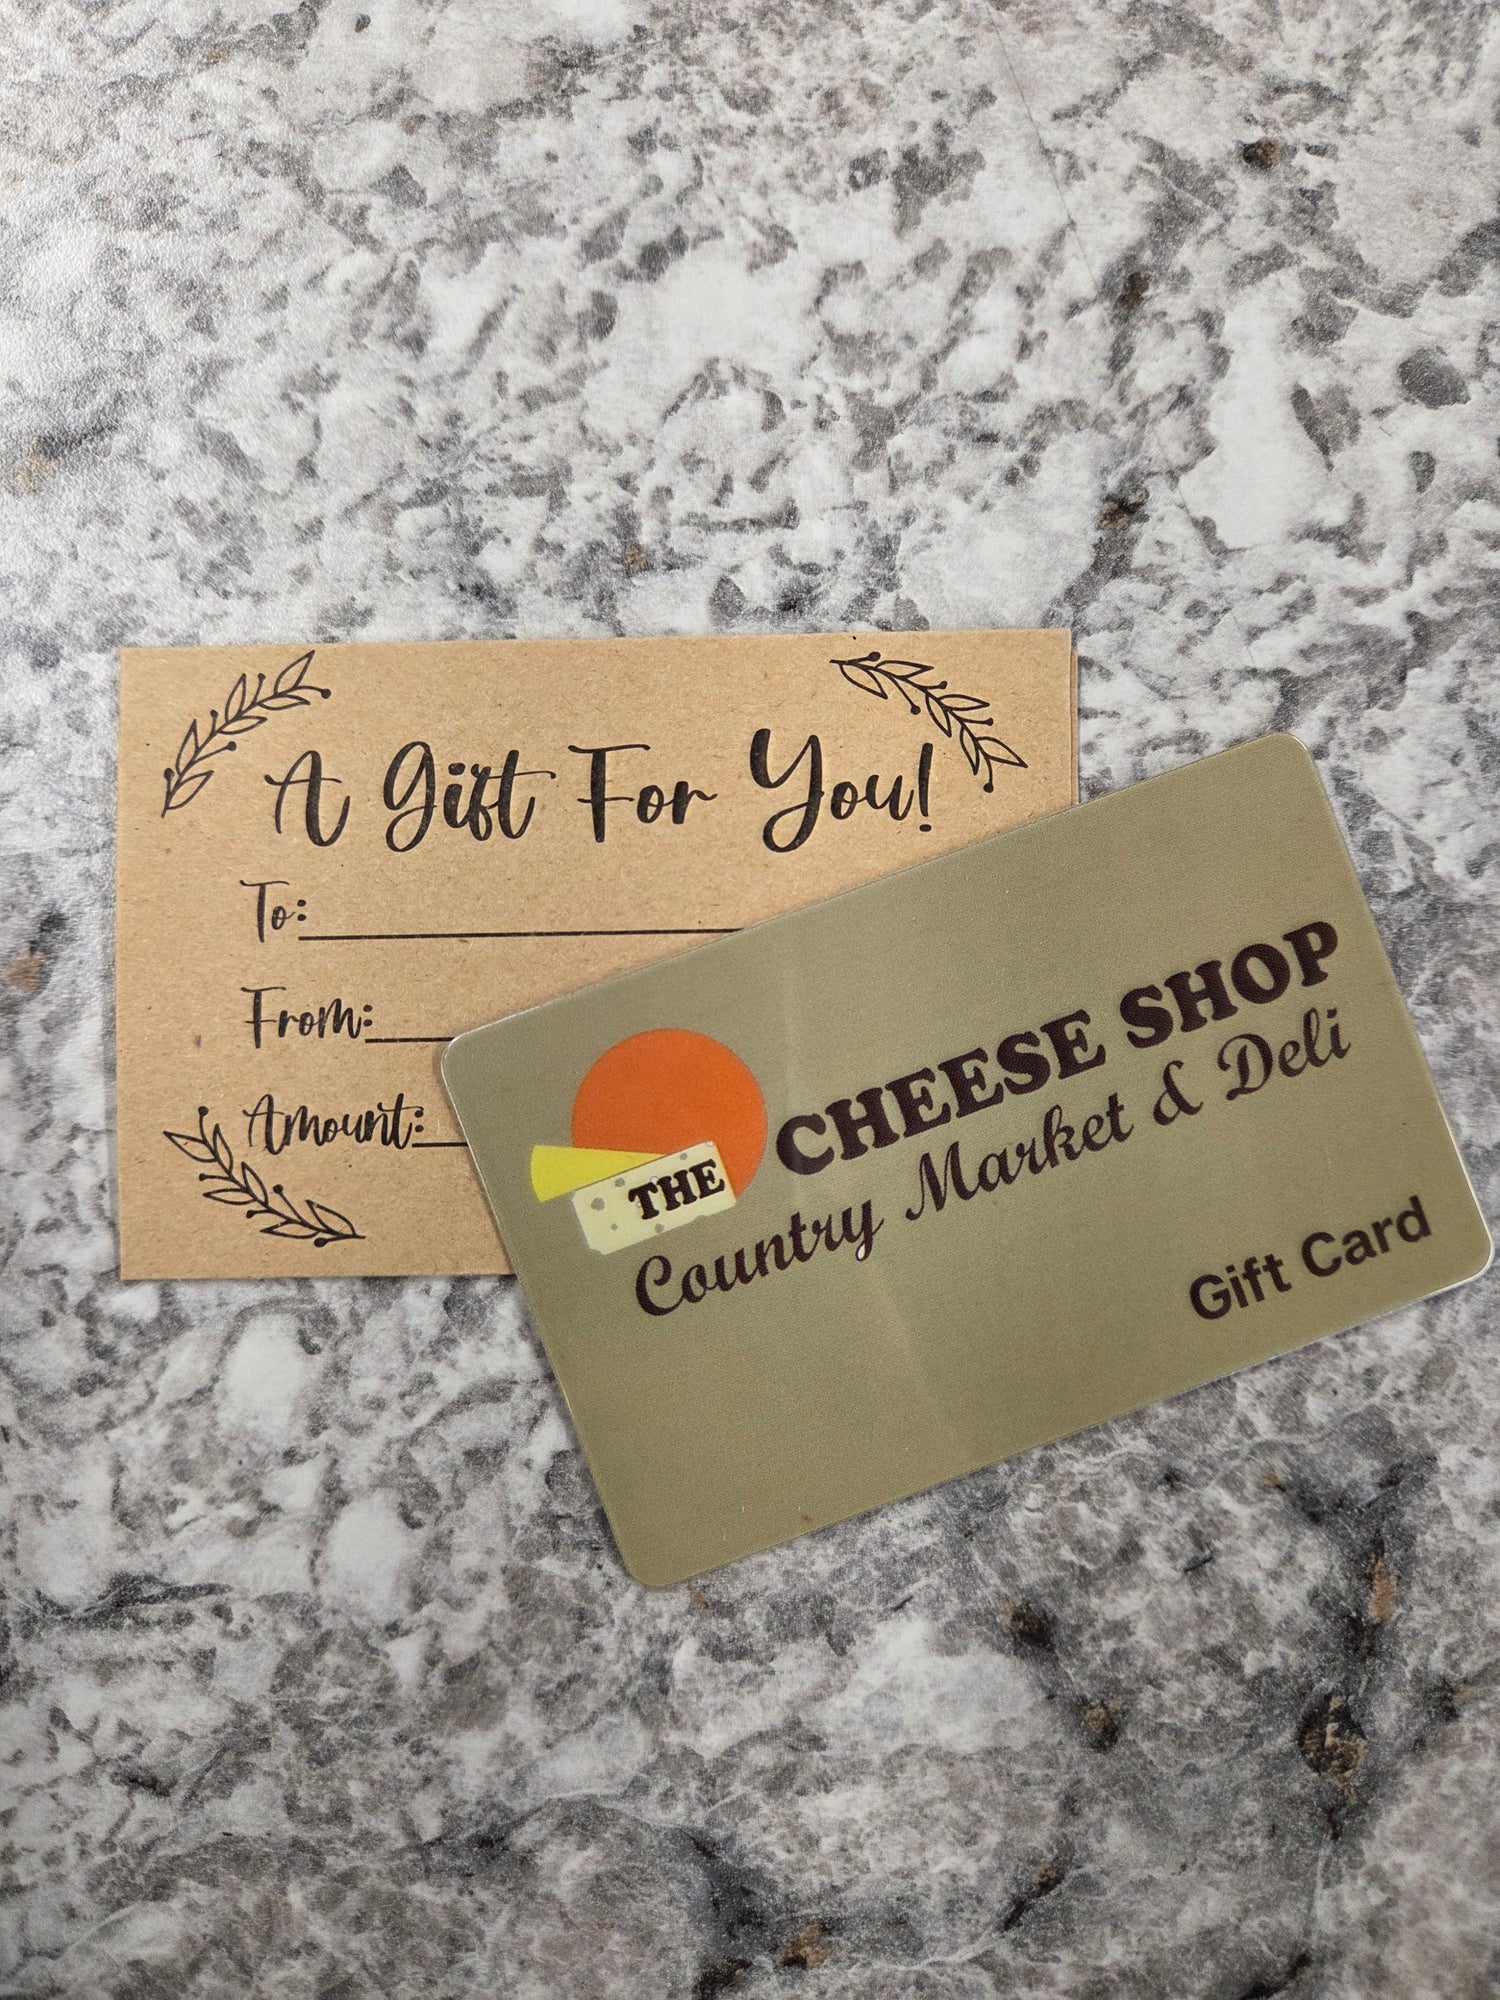 A Gift For You!
To:
From:
Amount:
THE CHEESE SHOP
Country Market & Deli
Gift Card